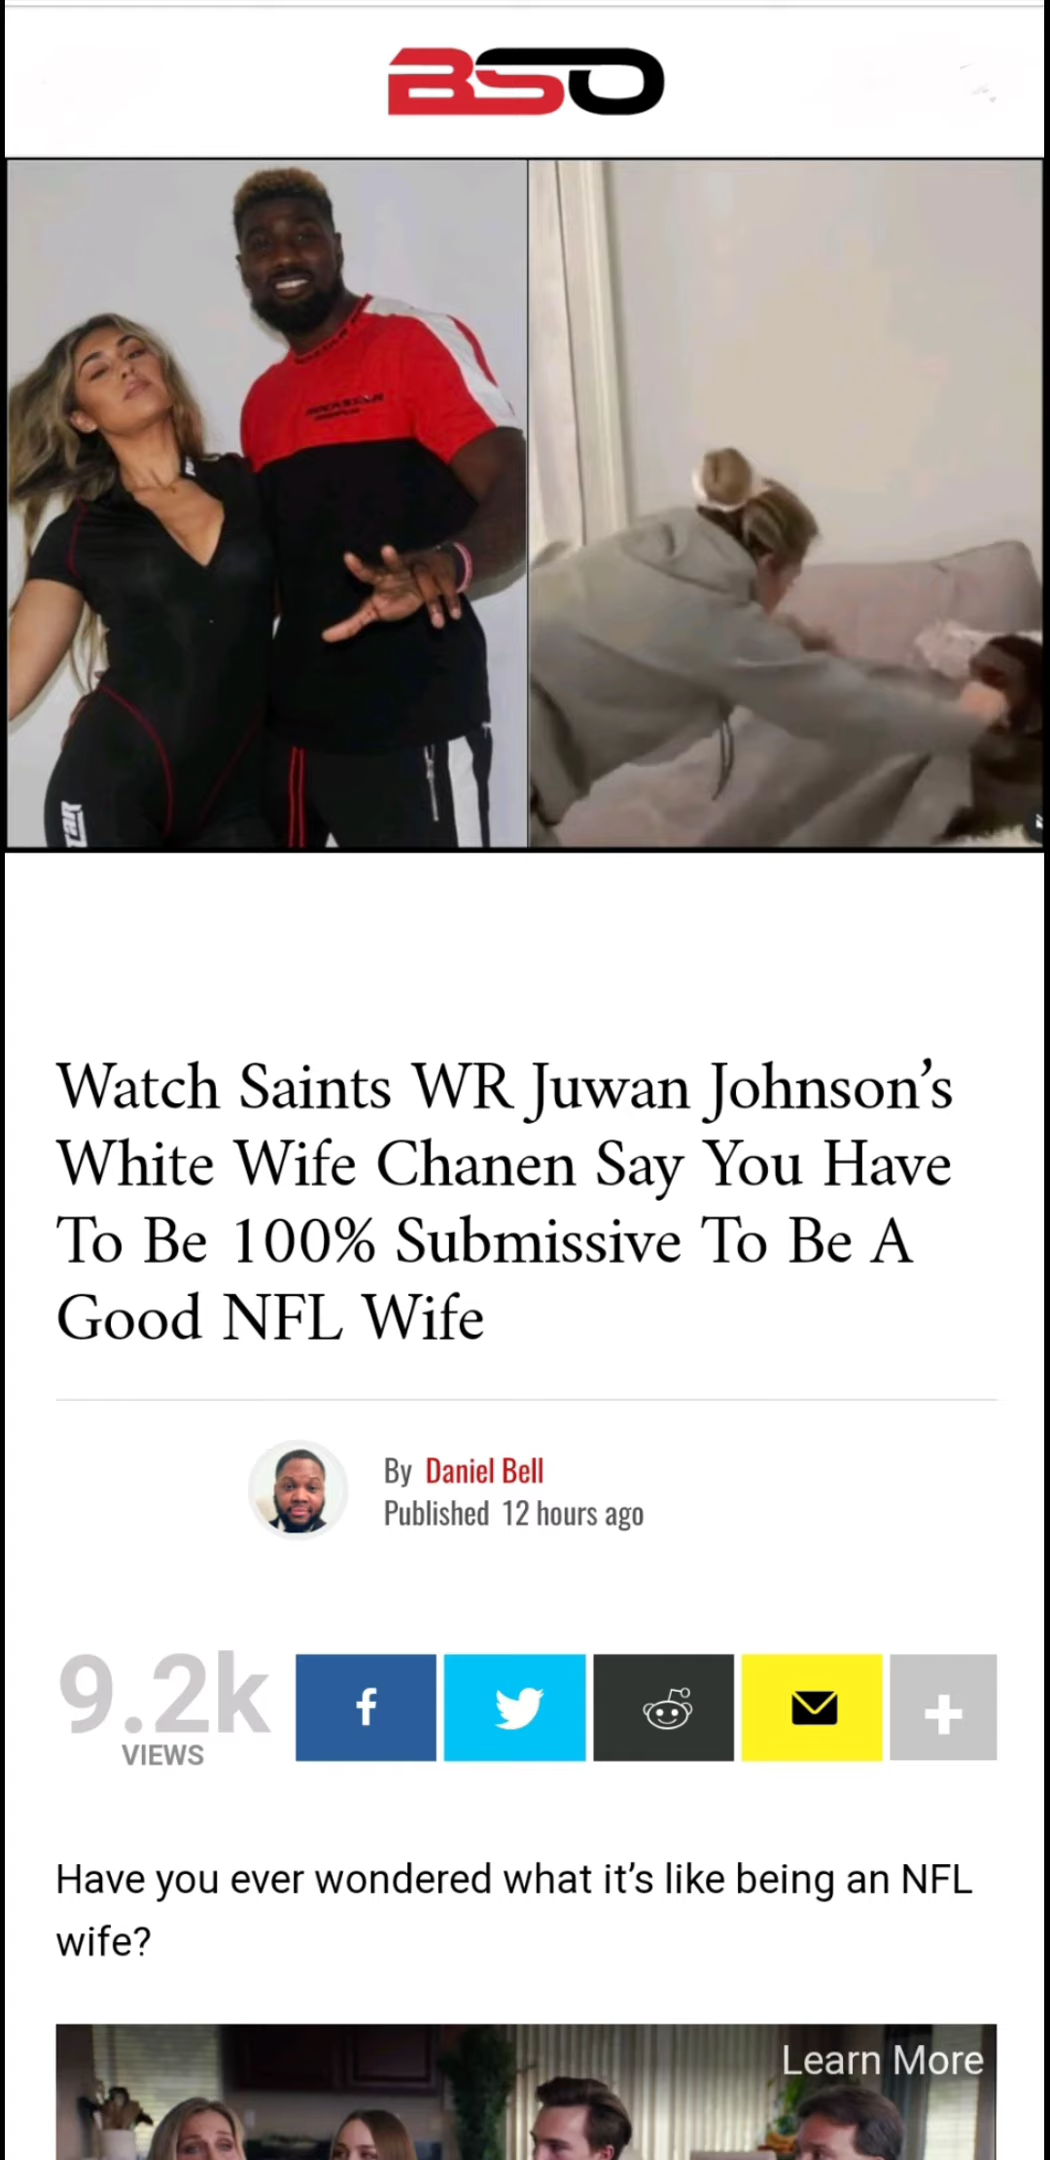 BSO
Watch Saints WR Juwan Johnson’s
White Wife Chanen Say You Have
To Be 100% Submissive To Be A
Good NFL Wife
By Daniel Bell
Published 12 hours ago
9.2k
VIEWS
Have you ever wondered what it’s like being an NFL
wife?
Learn More